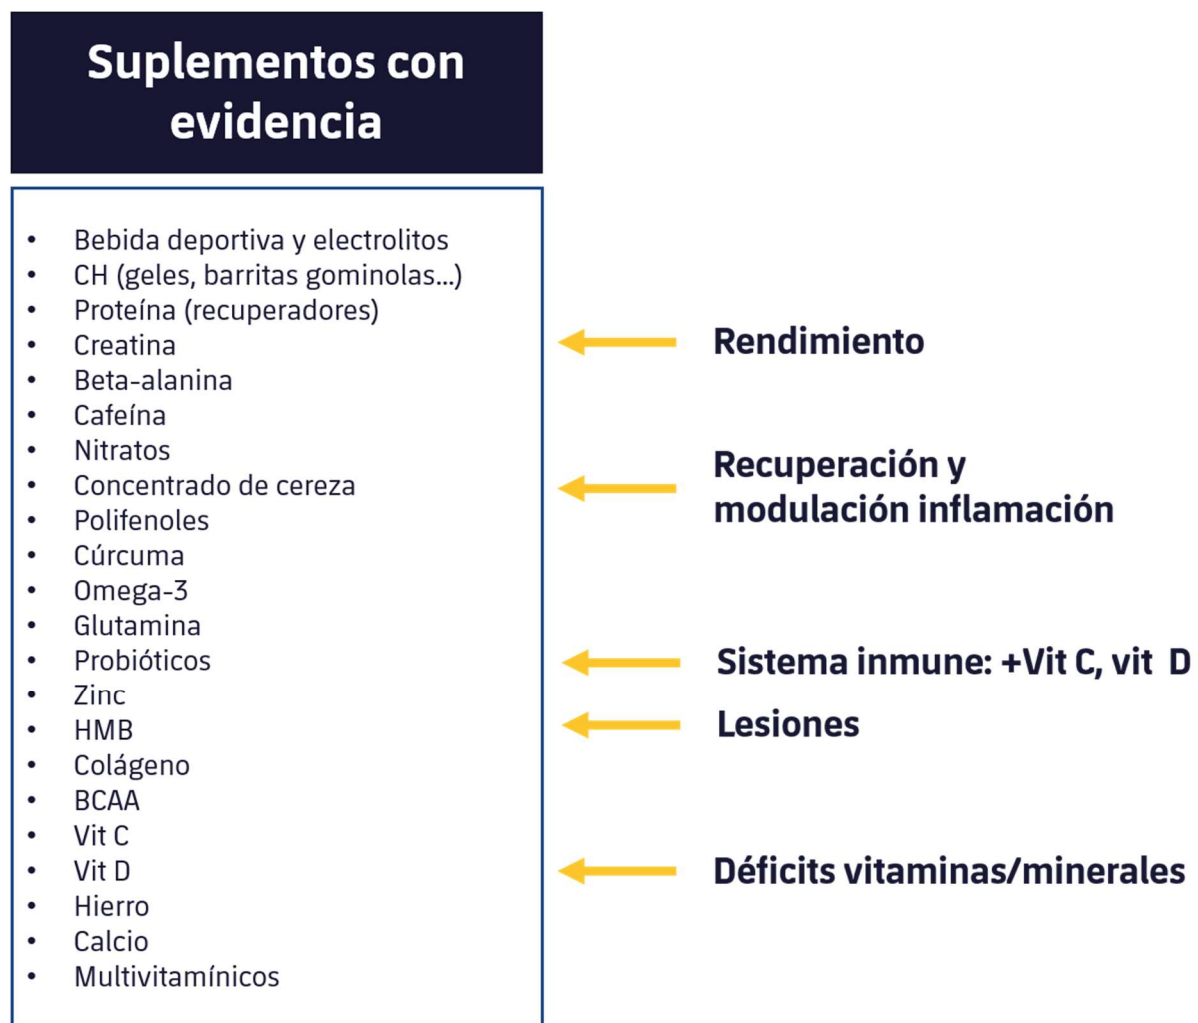 Suplementos con
evidencia
• Bebida deportiva y electrolitos
• CH (geles, barritas gominolas...)
• Proteína (recuperadores)
• Creatina
• Beta-alanina
• Cafeína
• Nitratos
• Concentrado de cereza
• Polifenoles
• Cúrcuma
• Omega-3
• Glutamina
• Probióticos
• Zinc
• HMB
• Colágeno
• BCAA
• Vit C
• Vit D
• Hierro
• Calcio
• Multivitamínicos
Rendimiento
Recuperación y
modulación inflamación
Sistema inmune: +Vit C, vit D
Lesiones
Déficits vitaminas/minerales